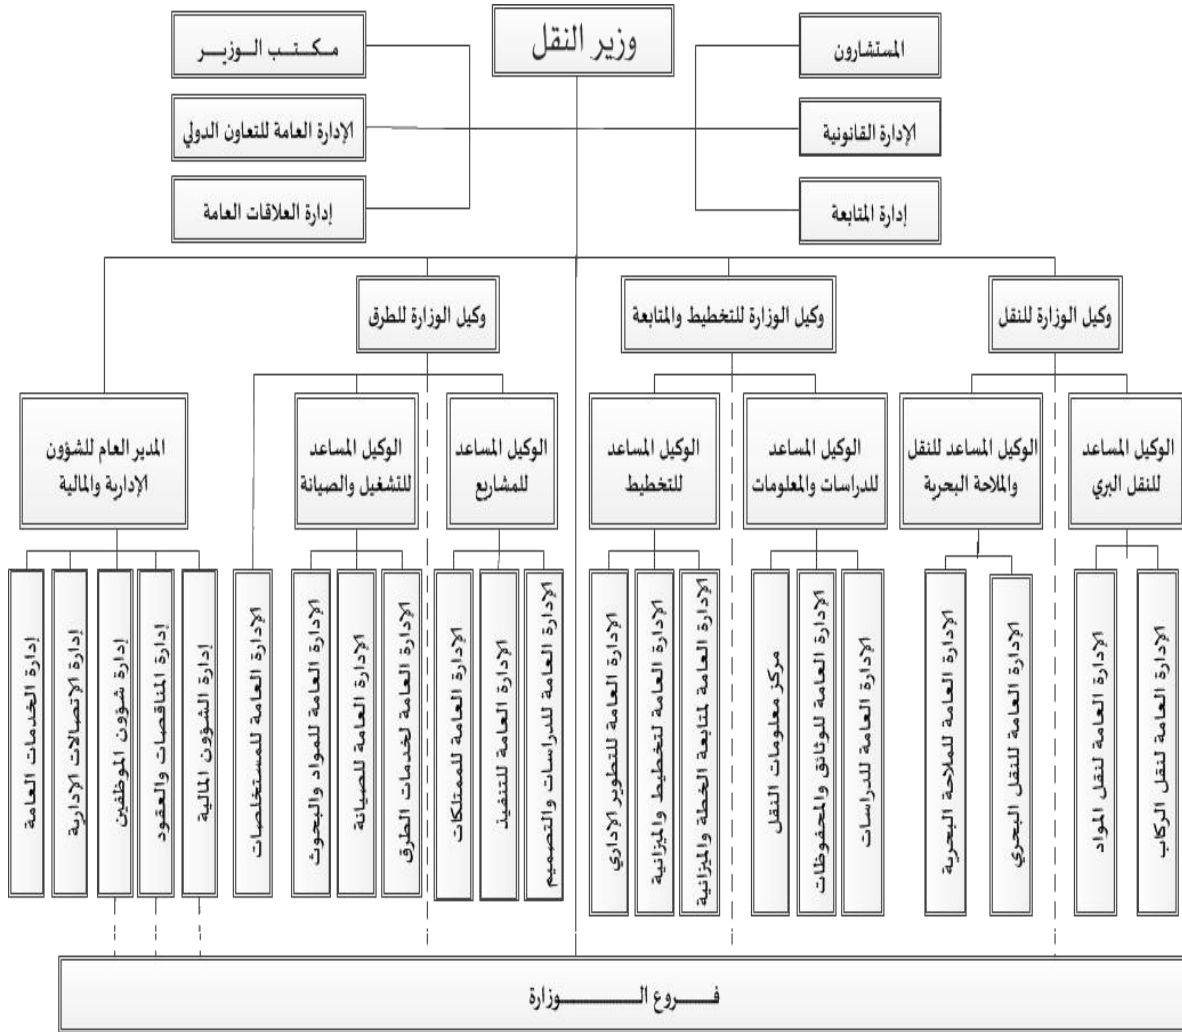 وزير النقل
المستشارون
مكتب الوزير
الإدارة القانونية
الإدارة العامة للتعاون الدولي
إدارة المتابعة
إدارة العلاقات العامة
وكيل الوزارة للنقل
وكيل الوزارة للتخطيط والمتابعة
وكيل الوزارة للطرق
الوكيل المساعد
للنقل البري
الوكيل المساعد للنقل
والملاحة البحرية
الوكيل المساعد
للدراسات والمعلومات
الوكيل المساعد
للتخطيط
الوكيل المساعد
للمشاريع
الوكيل المساعد
للتشغيل والصيانة
المدير العام للشؤون
الإدارية والمالية
الإدارة العامة لنقل الركاب
الإدارة العامة لنقل المواد
الإدارة العامة للنقل البحري
الإدارة العامة للملاحة البحرية
الإدارة العامة للدراسات
الإدارة العامة للوثائق والمحفوظات
مركز معلومات النقل
الإدارة العامة لمتابعة الخطة والميزانية
الإدارة العامة لتخطيط والميزانية
الإدارة العامة للتطوير الإداري
الإدارة العامة للدراسات والتصميم
الإدارة العامة للتنفيذ
الإدارة العامة للممتلكات
الإدارة العامة لخدمات الطرق
الإدارة العامة للصيانة
الإدارة العامة للمواد والبحوث
الإدارة العامة للمستخلصات
إدارة الشؤون المالية
إدارة المناقصات والعقود
إدارة شؤون الموظفين
إدارة الاتصالات الإدارية
إدارة الخدمات العامة
فروع الوزارة